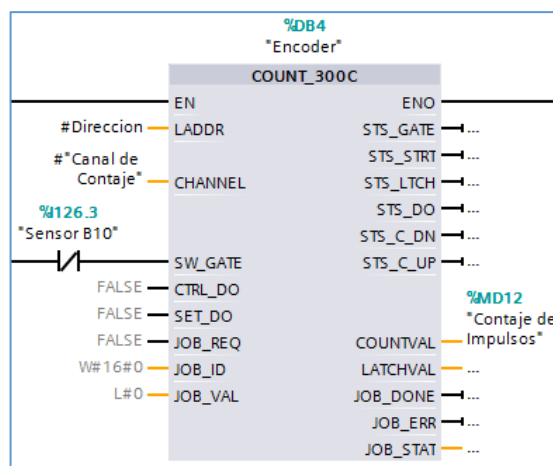 %DB4
"Encoder"
COUNT_300C
EN ENO
#Direccion LADDR STS_GATE ...
STS_STRT ...
#"Canal de
Contaje" CHANNEL STS_LTCH ...
STS_DO ...
%I126.3
"Sensor B10" STS_C_DN ...
SW_GATE STS_C_UP ...
FALSE CTRL_DO
%MD12
FALSE SET_DO "Contaje de
FALSE JOB_REQ COUNTVAL Impulsos"
W#16#0 JOB_ID LATCHVAL ...
L#0 JOB_VAL JOB_DONE ...
JOB_ERR ...
JOB_STAT ...